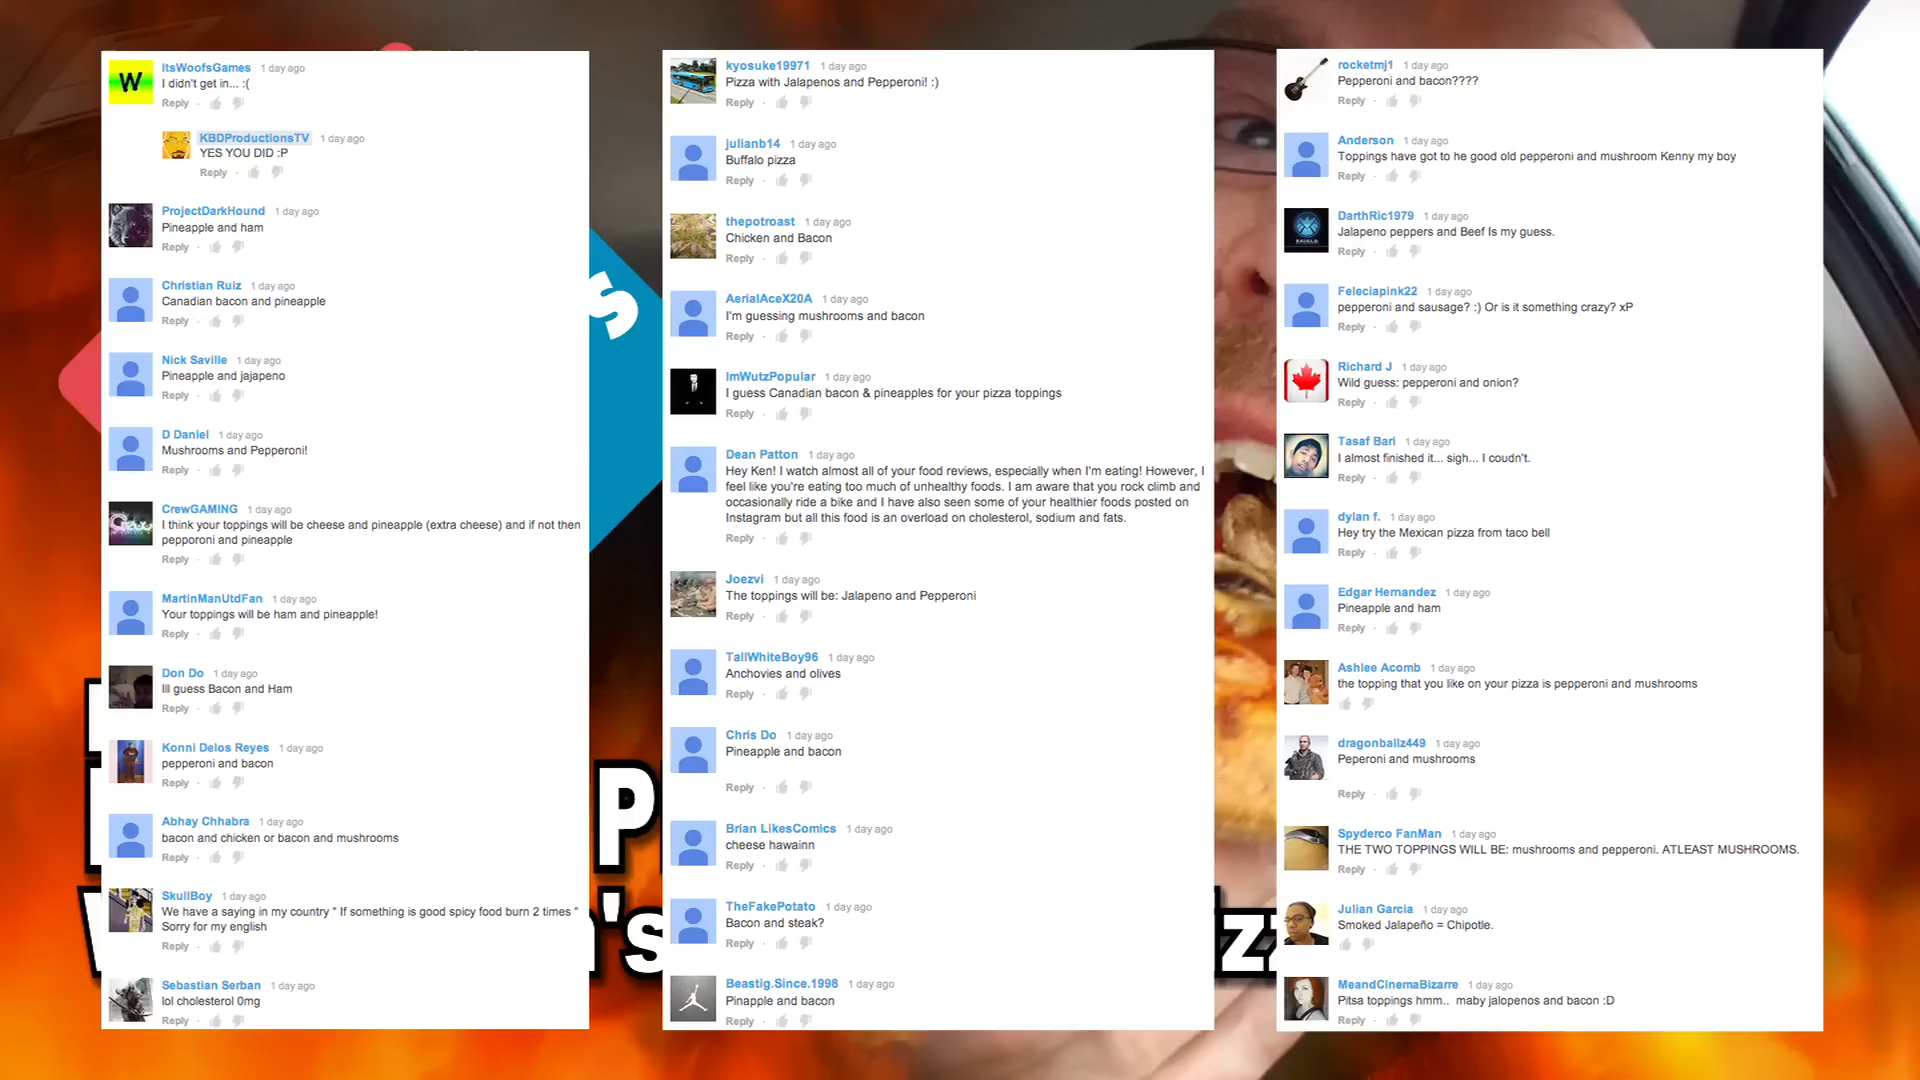 ItsWoofsGames 1 day ago
I didn't get in... :(
Reply
KBDProductionsTV 1 day ago
YES YOU DID :P
Reply
ProjectDarkHound 1 day ago
Pineapple and ham
Reply
Christian Ruiz 1 day ago
Canadian bacon and pineapple
Reply
Nick Saville 1 day ago
Pineapple and jajapeno
Reply
D Daniel 1 day ago
Mushrooms and Pepperoni!
Reply
CrewGAMING 1 day ago
I think your toppings will be cheese and pineapple (extra cheese) and if not then
pepporoni and pineapple
Reply
MartinManUtdFan 1 day ago
Your toppings will be ham and pineapple!
Reply
Don Do 1 day ago
Ill guess Bacon and Ham
Reply
Konni Delos Reyes 1 day ago
pepperoni and bacon
Reply
Abhay Chhabra 1 day ago
bacon and chicken or bacon and mushrooms
Reply
SkullBoy 1 day ago
We have a saying in my country " If something is good spicy food burn 2 times "
Sorry for my english
Reply
Sebastian Serban 1 day ago
lol cholesterol 0mg
Reply
kyosuke19971 1 day ago
Pizza with Jalapenos and Pepperoni! :)
Reply
julianb14 1 day ago
Buffalo pizza
Reply
thepotroast 1 day ago
Chicken and Bacon
Reply
AerialAceX20A 1 day ago
I'm guessing mushrooms and bacon
Reply
ImWutzPopular 1 day ago
I guess Canadian bacon & pineapples for your pizza toppings
Reply
Dean Patton 1 day ago
Hey Ken! I watch almost all of your food reviews, especially when I'm eating! However, I
feel like you're eating too much of unhealthy foods. I am aware that you rock climb and
occasionally ride a bike and I have also seen some of your healthier foods posted on
Instagram but all this food is an overload on cholesterol, sodium and fats.
Reply
Joezvi 1 day ago
The toppings will be: Jalapeno and Pepperoni
Reply
TallWhiteBoy96 1 day ago
Anchovies and olives
Reply
Chris Do 1 day ago
Pineapple and bacon
Reply
Brian LikesComics 1 day ago
cheese hawainn
Reply
TheFakePotato 1 day ago
Bacon and steak?
Reply
Beastig.Since.1998 1 day ago
Pinapple and bacon
Reply
rocketmj1 1 day ago
Pepperoni and bacon????
Reply
Anderson 1 day ago
Toppings have got to he good old pepperoni and mushroom Kenny my boy
Reply
DarthRic1979 1 day ago
Jalapeno peppers and Beef Is my guess.
Reply
Feleciapink22 1 day ago
pepperoni and sausage? :) Or is it something crazy? xP
Reply
Richard J 1 day ago
Wild guess: pepperoni and onion?
Reply
Tasaf Bari 1 day ago
I almost finished it... sigh... I coudn't.
Reply
dylan f. 1 day ago
Hey try the Mexican pizza from taco bell
Reply
Edgar Hernandez 1 day ago
Pineapple and ham
Reply
Ashlee Acomb 1 day ago
the topping that you like on your pizza is pepperoni and mushrooms
dragonballz449 1 day ago
Peperoni and mushrooms
Reply
Spyderco FanMan 1 day ago
THE TWO TOPPINGS WILL BE: mushrooms and pepperoni. ATLEAST MUSHROOMS.
Reply
Julian Garcia 1 day ago
Smoked Jalapeño = Chipotle.
MeandCinemaBizarre 1 day ago
Pitsa toppings hmm.. maby jalopenos and bacon :D
Reply